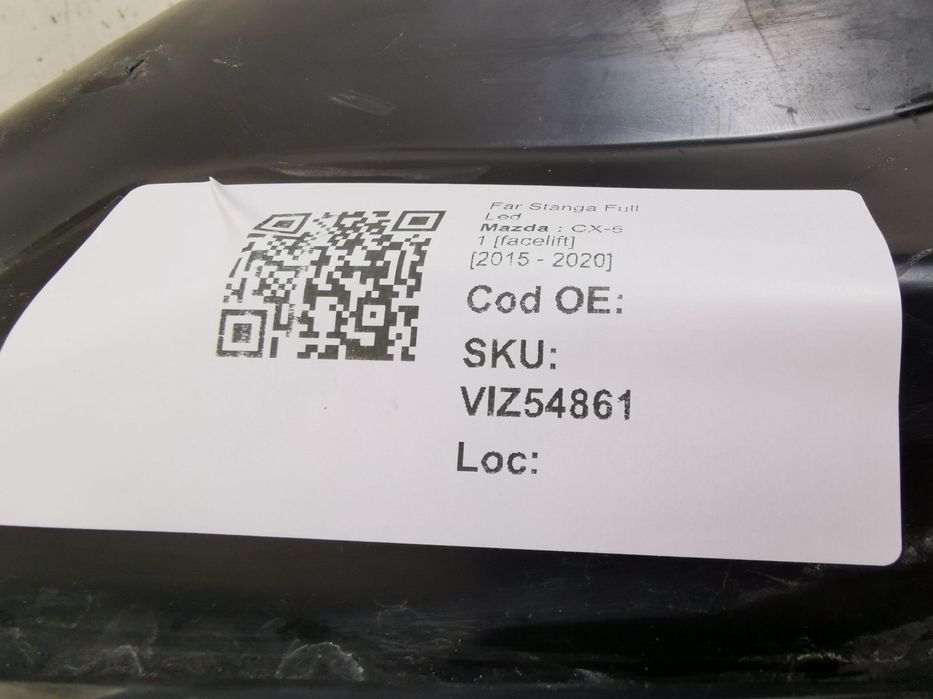 Far Stanga Full
Led
Mazda : CX-5
1 [facelift]
[2015 - 2020]
Cod OE:
SKU:
VIZ54861
Loc: